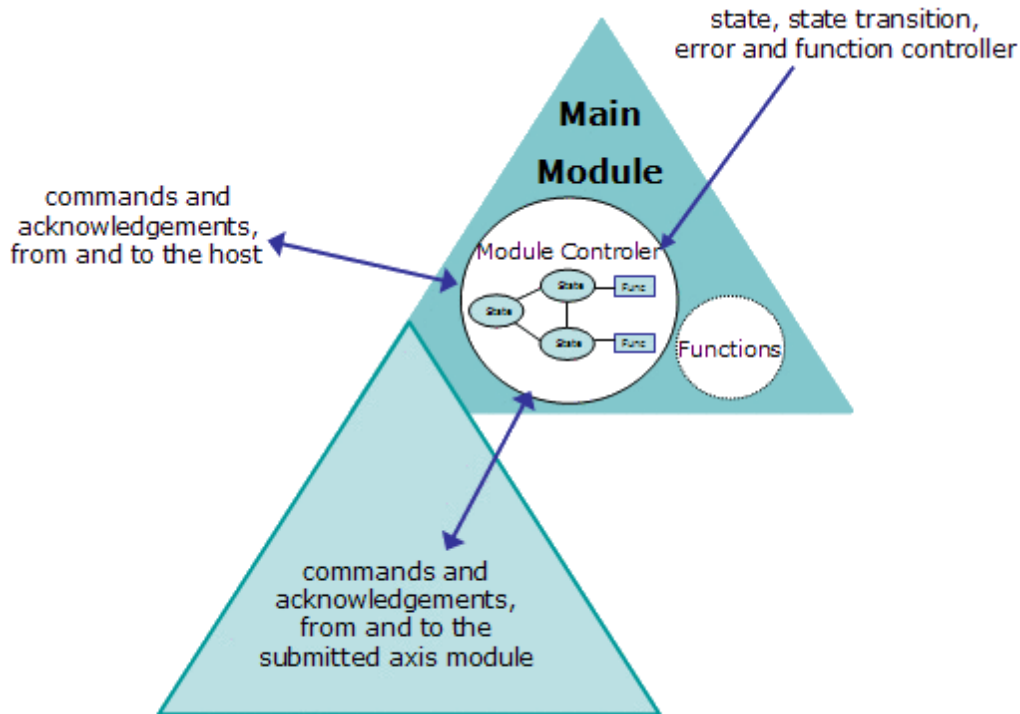 state, state transition,
error and function controller
Main
Module
commands and
acknowledgements,
from and to the host
Module Controler
State
State
State
Func
Func
Functions
commands and
acknowledgements,
from and to the
submitted axis module